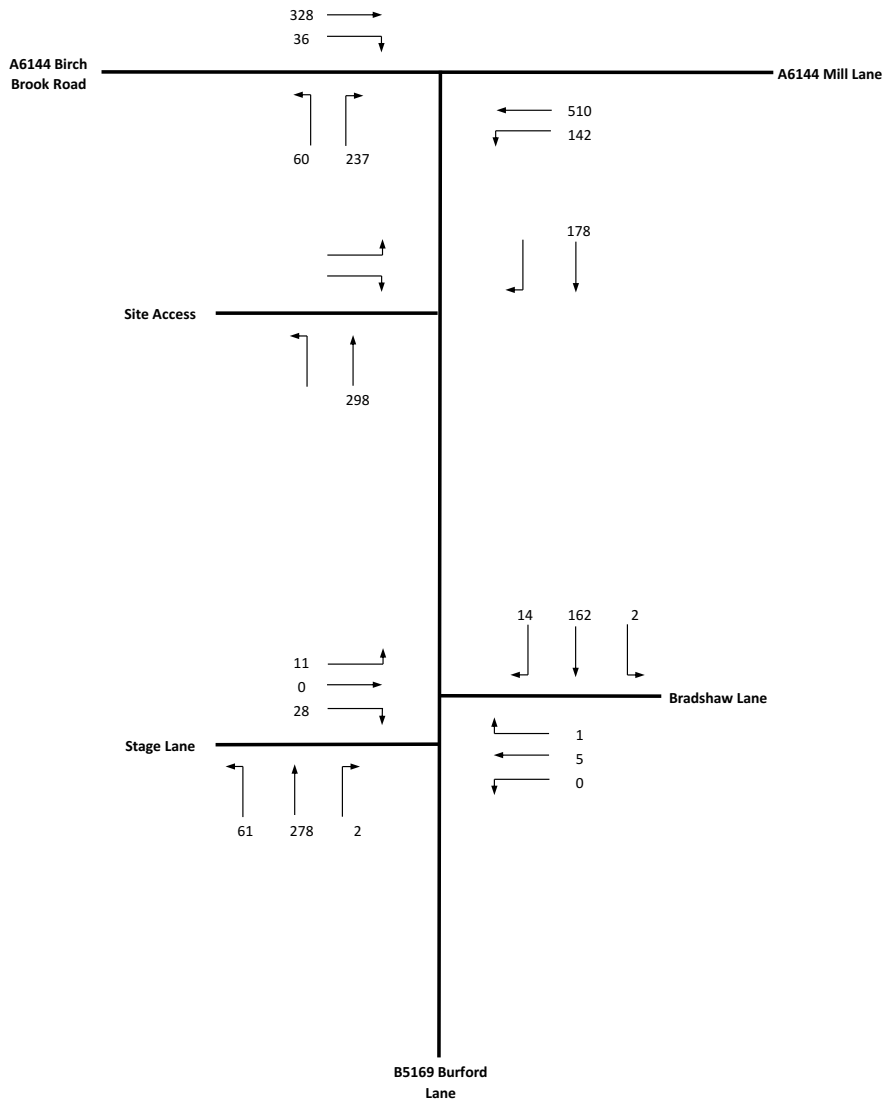 328
36
A6144 Birch
Brook Road
A6144 Mill Lane
510
142
60 237
178
Site Access
298
14 162 2
11
0
28
Bradshaw Lane
1
5
0
Stage Lane
61 278 2
B5169 Burford
Lane